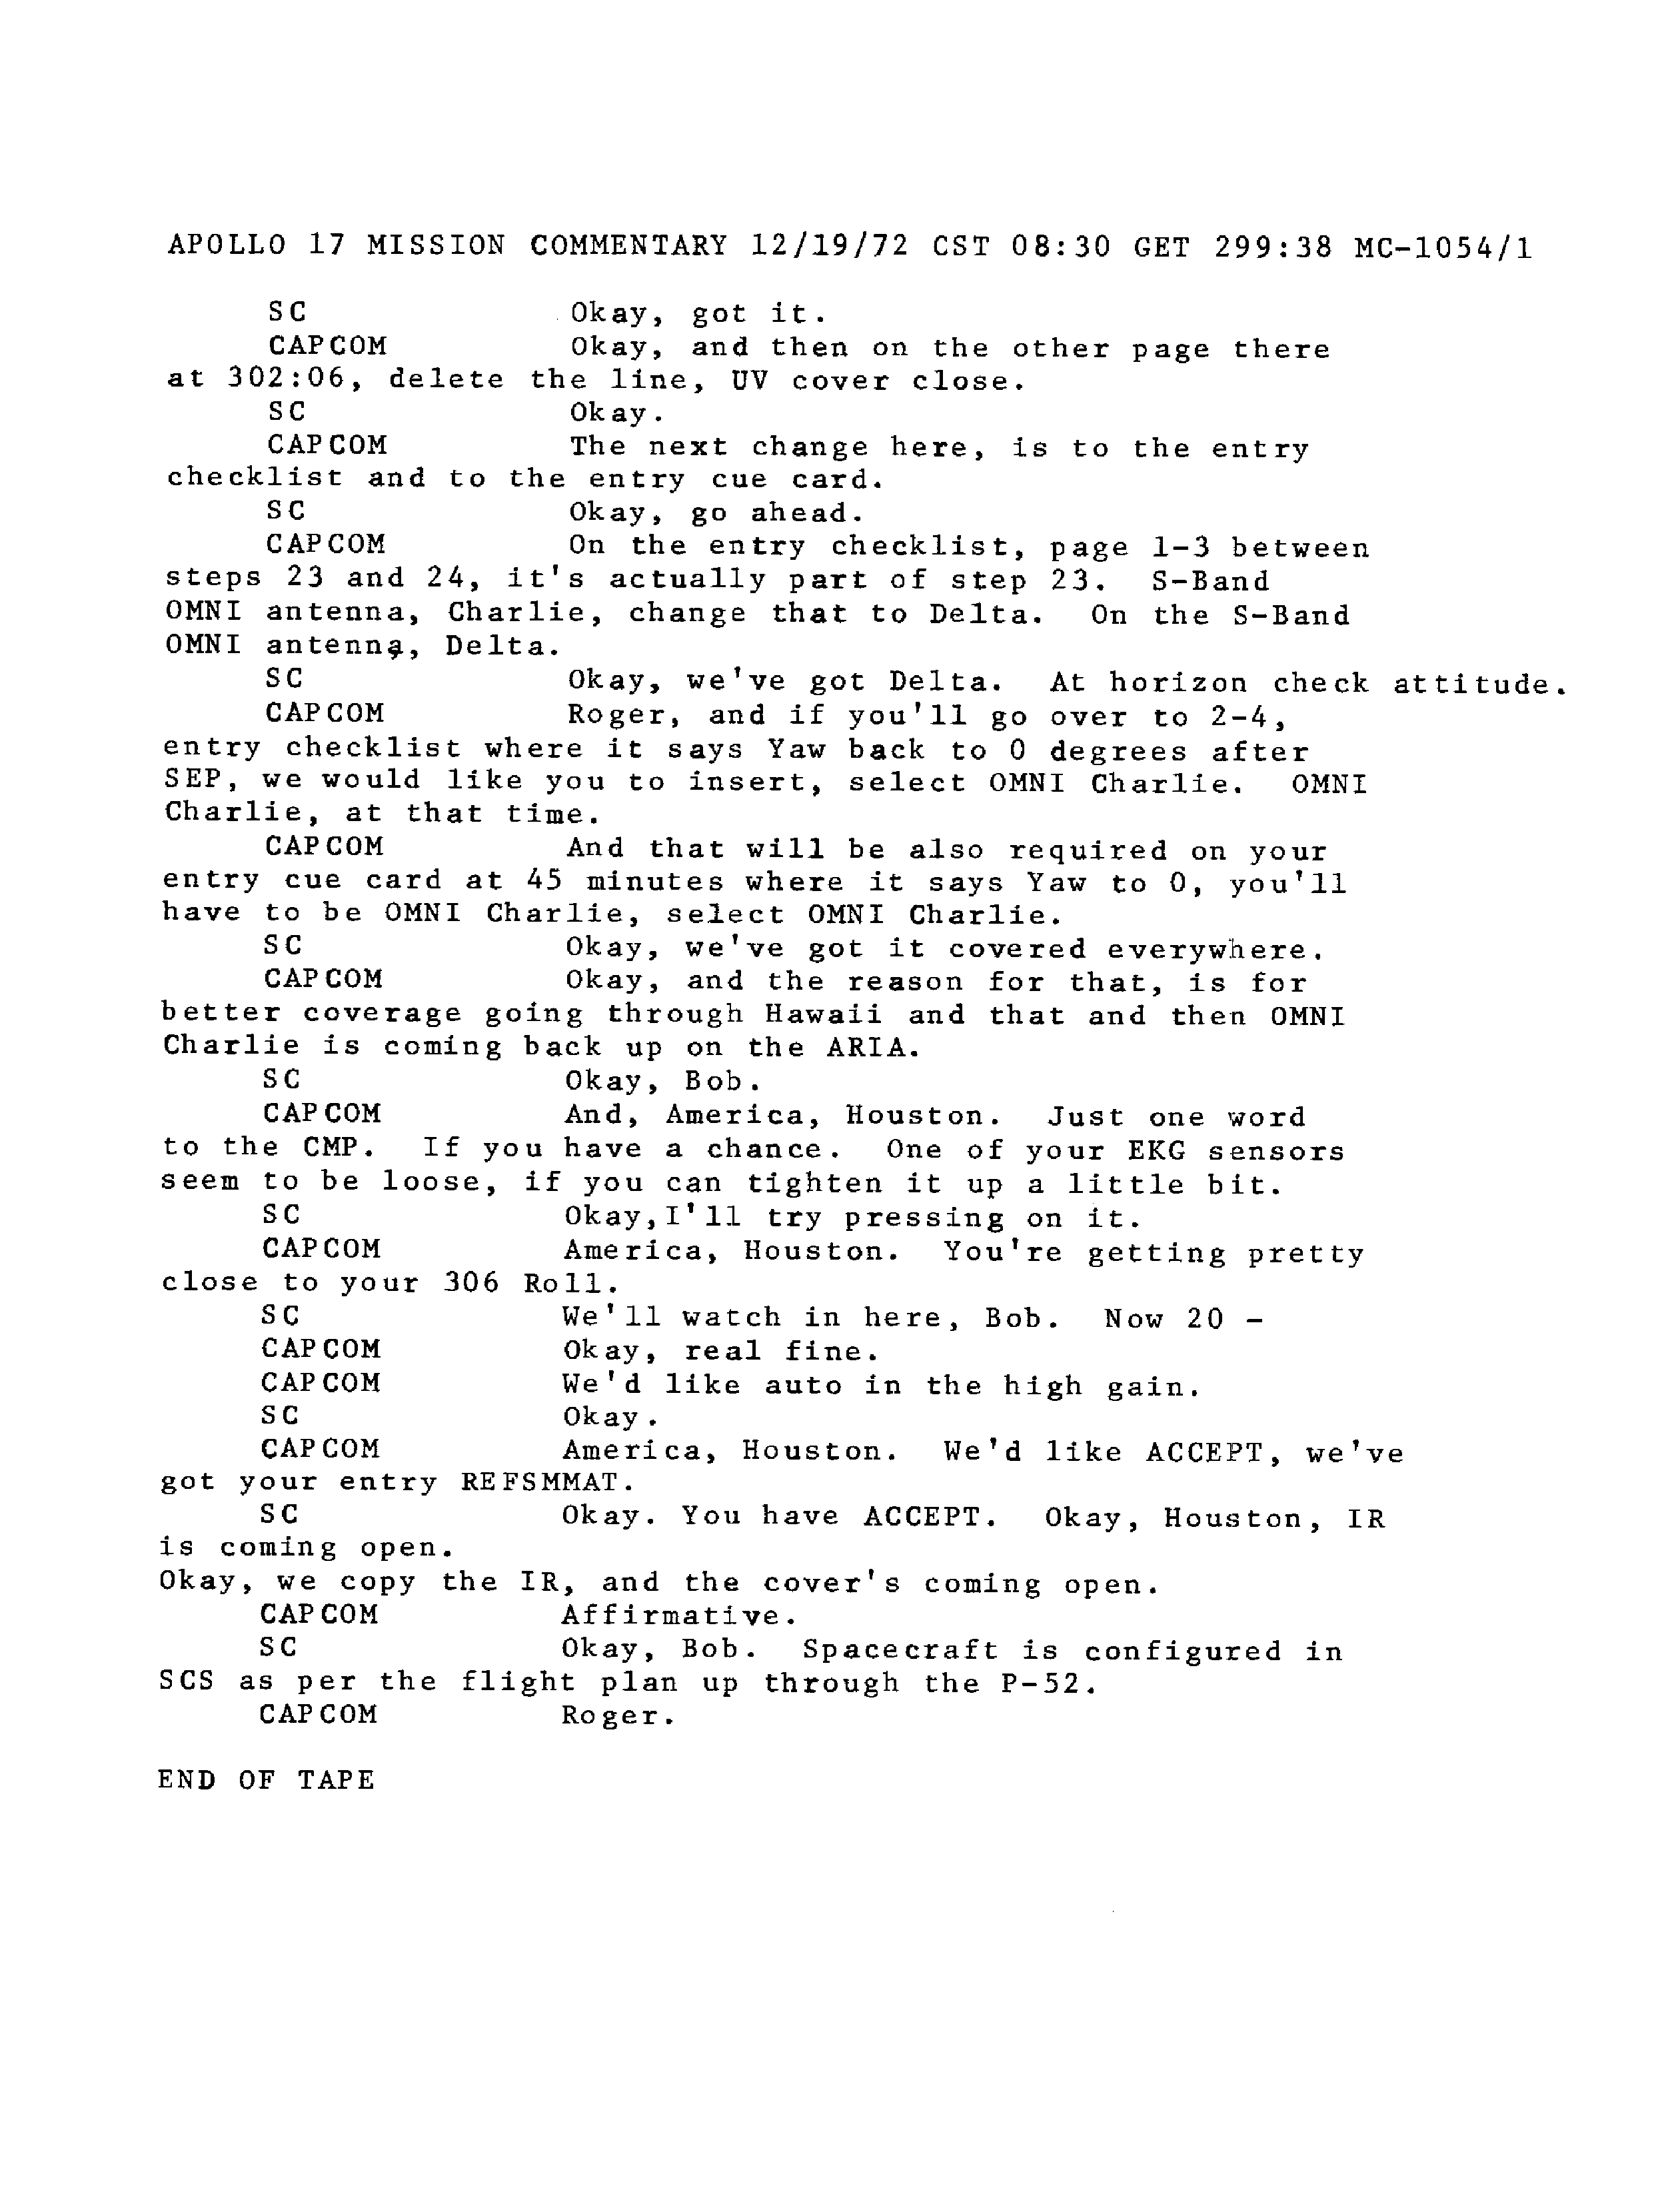 APOLLO 17 MISSION COMMENTARY 12/19/72 CST 08:30 GET 299:38 MC-1054/1
SC Okay, got it.
CAPCOM Okay, and then on the other page there
at 302:06, delete the line, UV cover close.
SC Okay.
CAPCOM The next change here, is to the entry
checklist and to the entry cue card.
SC Okay, go ahead.
CAPCOM On the entry checklist, page 1-3 between
steps 23 and 24, it's actually part of step 23. S-Band
OMNI antenna, Charlie, change that to Delta. On the S-Band
OMNI antenna, Delta.
SC Okay, we've got Delta. At horizon check attitude.
CAPCOM Roger, and if you'll go over to 2-4,
entry checklist where it says Yaw back to 0 degrees after
SEP, we would like you to insert, select OMNI Charlie. OMNI
Charlie, at that time.
CAPCOM And that will be also required on your
entry cue card at 45 minutes where it says Yaw to 0, you'll
have to be OMNI Charlie, select OMNI Charlie.
SC Okay, we've got it covered everywhere.
CAPCOM Okay, and the reason for that, is for
better coverage going through Hawaii and that and then OMNI
Charlie is coming back up on the ARIA.
SC Okay, Bob.
CAPCOM And, America, Houston. Just one word
to the CMP. If you have a chance. One of your EKG sensors
seem to be loose, if you can tighten it up a little bit.
SC Okay,I'll try pressing on it.
CAPCOM America, Houston. You're getting pretty
close to your 306 Roll.
SC We'll watch in here, Bob. Now 20 -
CAPCOM Okay, real fine.
CAPCOM We'd like auto in the high gain.
SC Okay.
CAPCOM America, Houston. We'd like ACCEPT, we've
got your entry REFSMMAT.
SC Okay. You have ACCEPT. Okay, Houston, IR
is coming open.
Okay, we copy the IR, and the cover's coming open.
CAPCOM Affirmative.
SC Okay, Bob. Spacecraft is configured in
SCS as per the flight plan up through the P-52.
CAPCOM Roger.
END OF TAPE